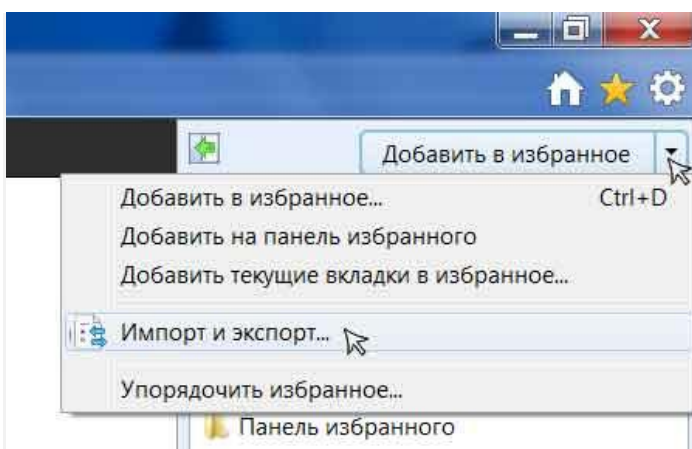 Добавить в избранное
Добавить в избранное... Ctrl+D
Добавить на панель избранного
Добавить текущие вкладки в избранное...
Импорт и экспорт...
Упорядочить избранное...
Панель избранного